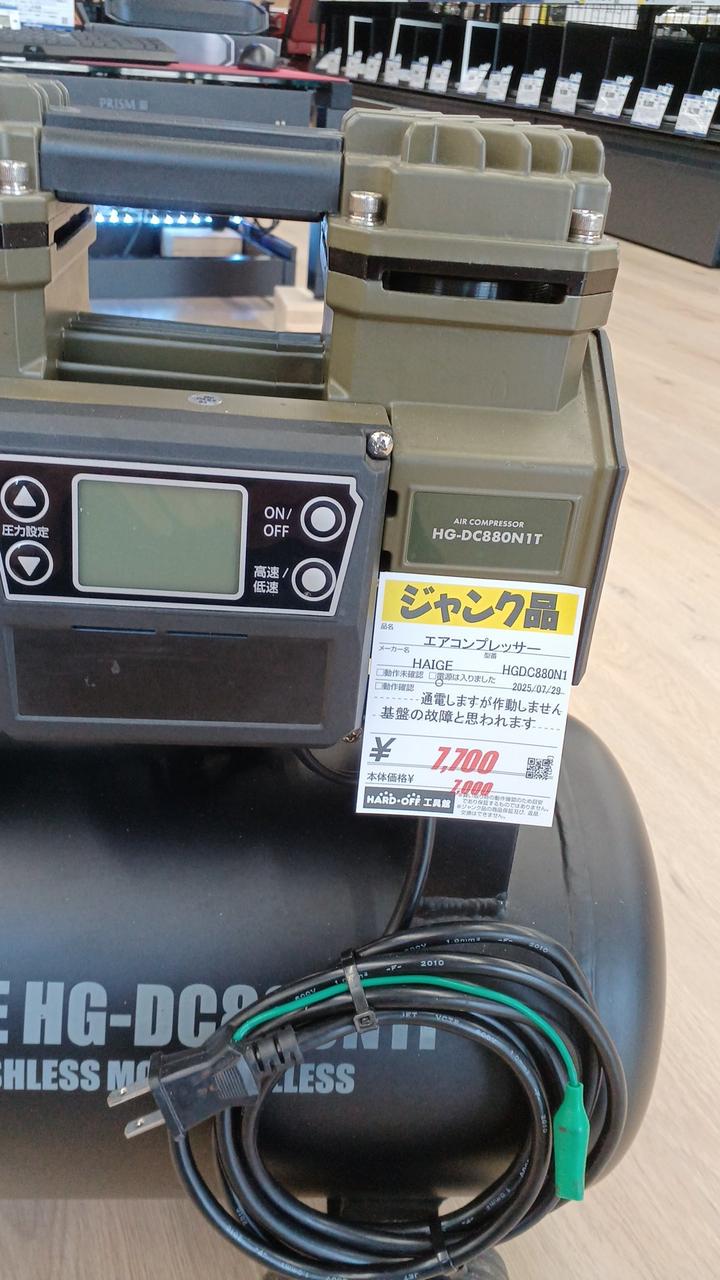 PRISM III
圧力設定
ON/
OFF
高速/
低速
AIR COMPRESSOR
HG-DC880N1T
ジャンク品
品名
エアコンプレッサー
メーカー名
型番
HAIGE
HGDC880N1
□動作未確認 □電源は入りました
□動作確認
2025/07/29
通電しますが作動しません
基盤の故障と思われます
¥
7,700
本体価格¥
7,000
HARD・OFF 工具館
E HG-DC8
N1T
SHLESS MO
LESS
2010